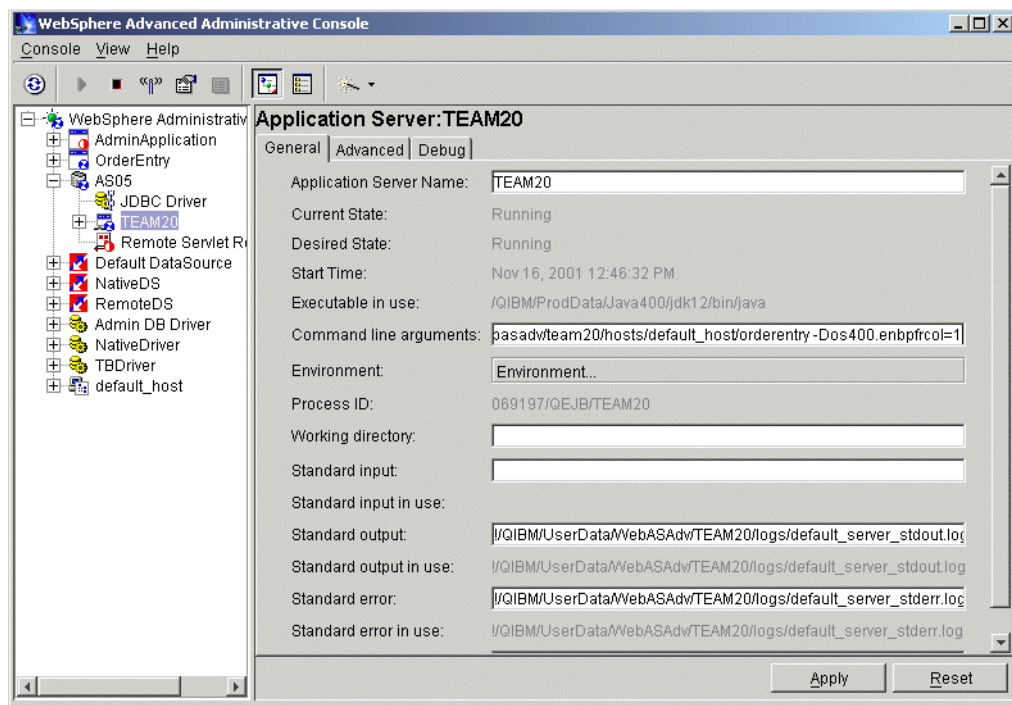 WebSphere Advanced Administrative Console
Console View Help
WebSphere Administrativ
AdminApplication
OrderEntry
AS05
JDBC Driver
TEAM20
Remote Servlet R
Default DataSource
NativeDS
RemoteDS
Admin DB Driver
NativeDriver
TBDriver
default_host
Application Server:TEAM20
General Advanced Debug
Application Server Name: TEAM20
Current State: Running
Desired State: Running
Start Time: Nov 16, 2001 12:46:32 PM
Executable in use: /QIBM/ProdData/Java400/jdk12/bin/java
Command line arguments: basadv/team20/hosts/default_host/orderentry -Dos400.enbpfrcol=1
Environment: Environment...
Process ID: 069197/QEJB/TEAM20
Working directory:
Standard input:
Standard input in use:
Standard output: /QIBM/UserData/WebASAdv/TEAM20/logs/default_server_stdout.log
Standard output in use: /QIBM/UserData/WebASAdv/TEAM20/logs/default_server_stdout.log
Standard error: /QIBM/UserData/WebASAdv/TEAM20/logs/default_server_stderr.log
Standard error in use: /QIBM/UserData/WebASAdv/TEAM20/logs/default_server_stderr.log
Apply Reset